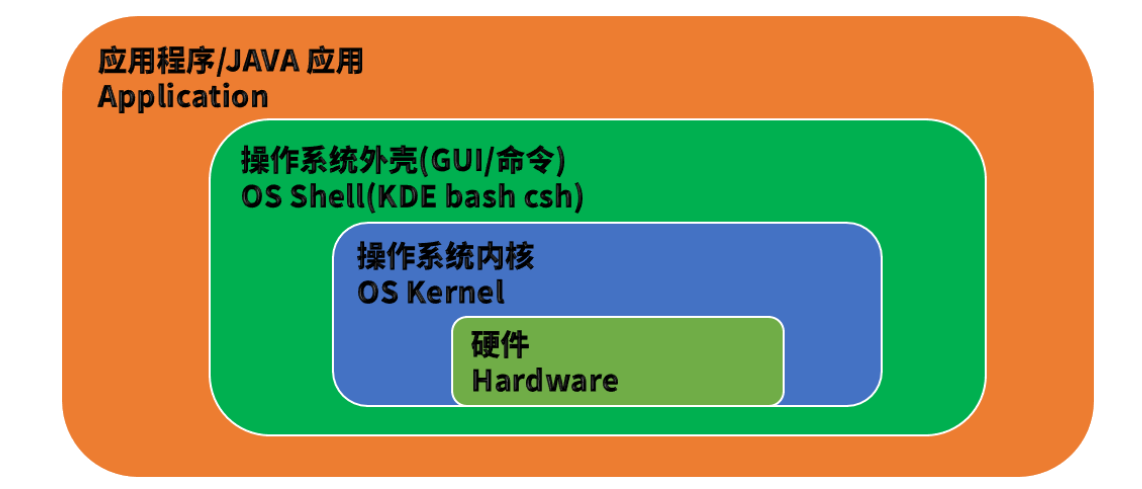 应用程序/JAVA 应用
Application
操作系统外壳(GUI/命令)
OS Shell(KDE bash csh)
操作系统内核
OS Kernel
硬件
Hardware